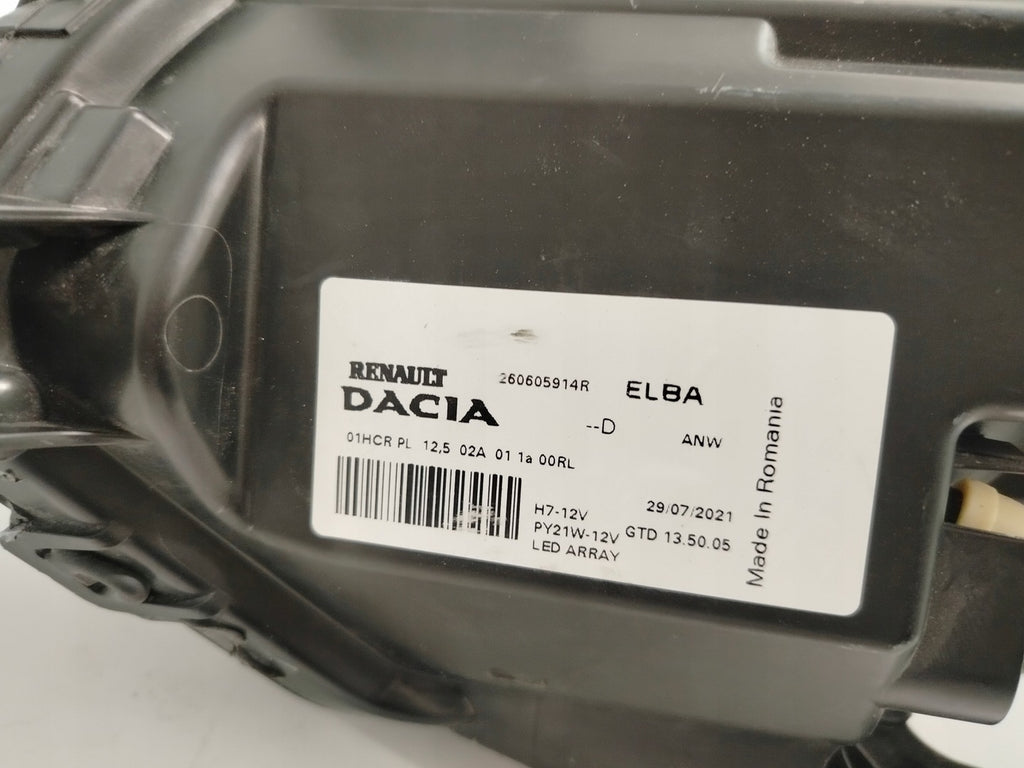 RENAULT 260605914R ELBA
DACIA --D ANW
01HCR PL 12,5 02A 01 1a 00RL
H7-12V 29/07/2021
PY21W-12V GTD 13.50.05
LED ARRAY
Made In Romania